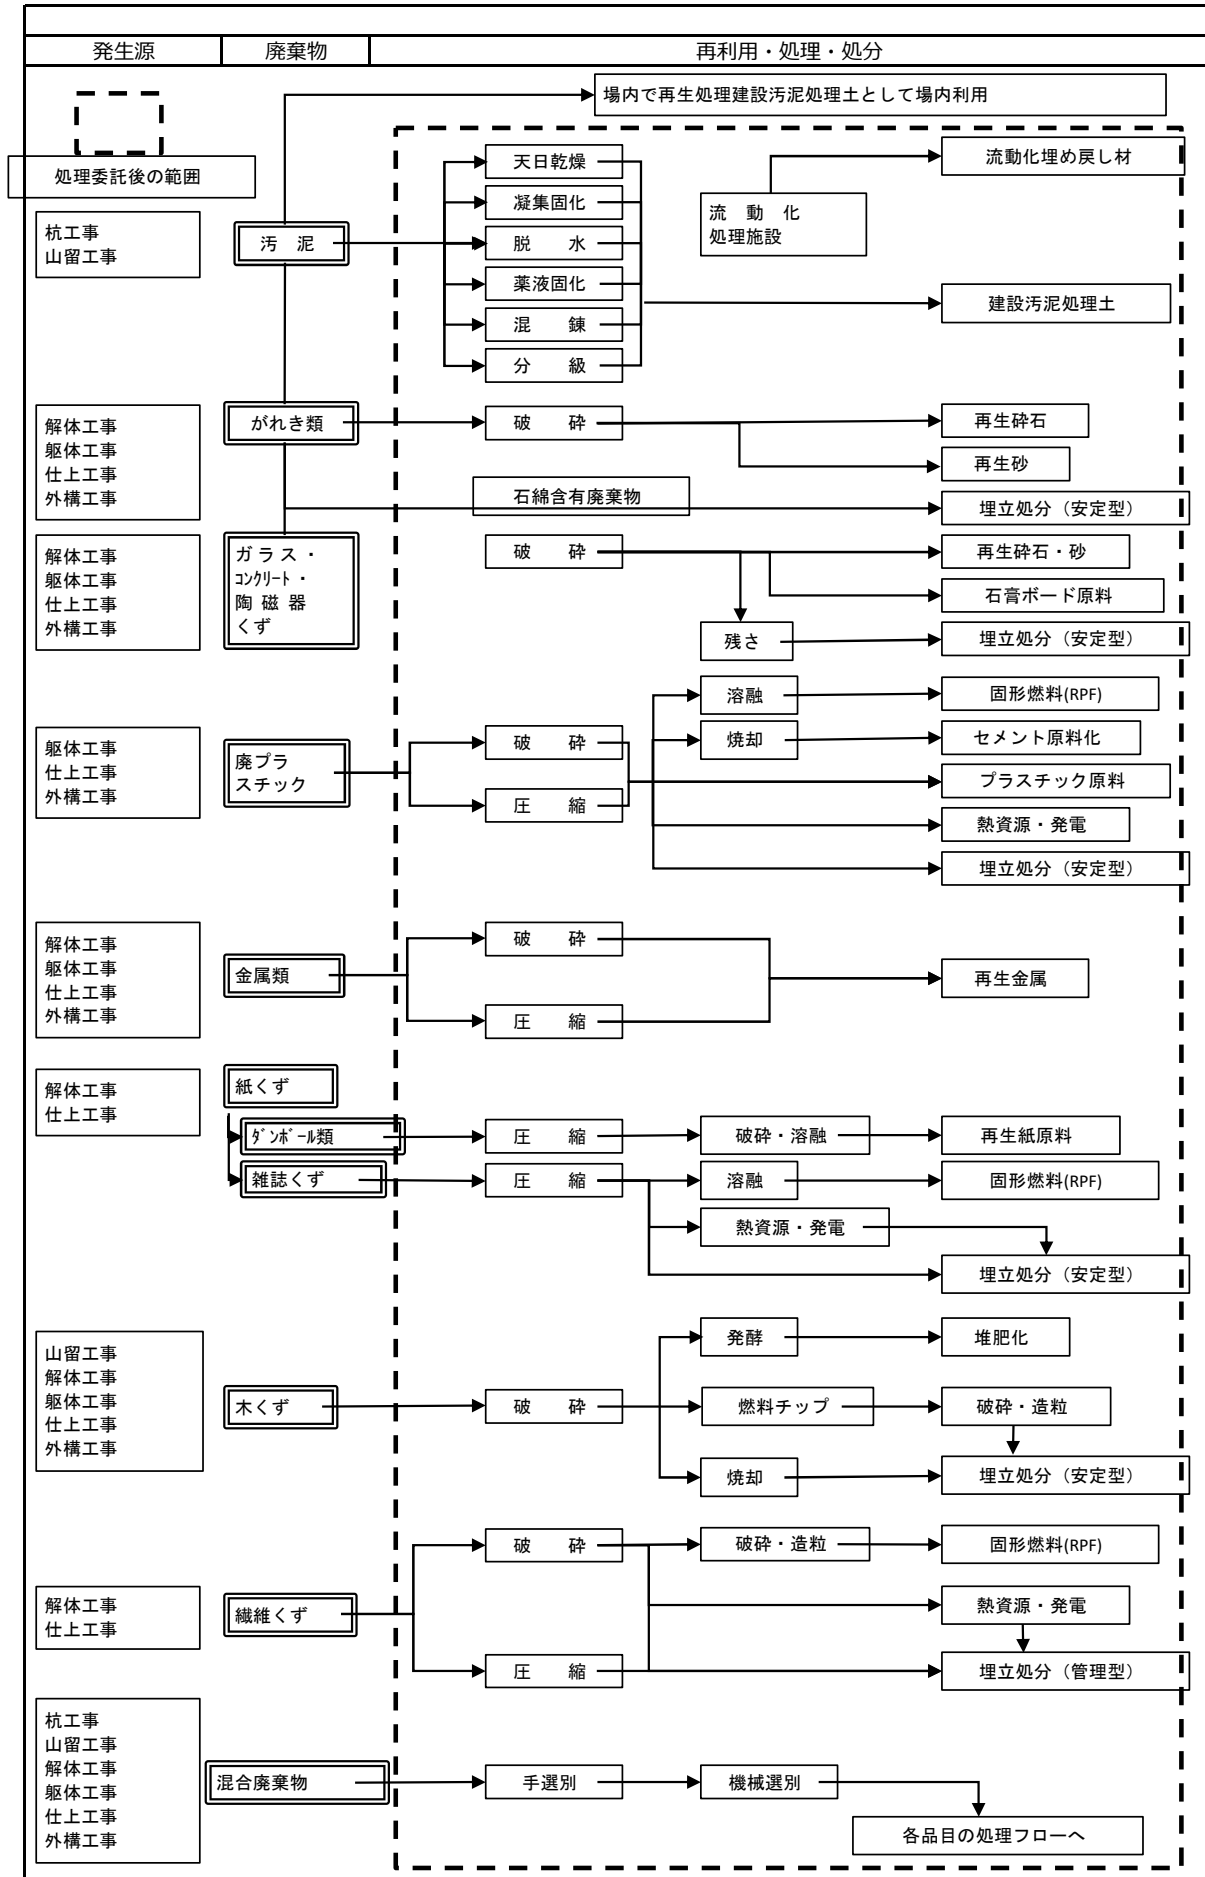 発生源
廃棄物
再利用・処理・処分
場内で再生処理建設汚泥処理土として場内利用
処理委託後の範囲
杭工事
山留工事
汚　泥
天日乾燥
凝集固化
脱　　水
薬液固化
混　　錬
分　　級
流　動　化
処理施設
流動化埋め戻し材
建設汚泥処理土
解体工事
躯体工事
仕上工事
外構工事
がれき類
破　　砕
再生砕石
再生砂
石綿含有廃棄物
埋立処分（安定型）
解体工事
躯体工事
仕上工事
外構工事
ガラス・
ｺﾝｸﾘｰﾄ・
陶磁器
くず
破　　砕
再生砕石・砂
石膏ボード原料
残さ
埋立処分（安定型）
躯体工事
仕上工事
外構工事
廃プラ
スチック
破　　砕
圧　　縮
溶融
固形燃料(RPF)
焼却
セメント原料化
プラスチック原料
熱資源・発電
埋立処分（安定型）
解体工事
躯体工事
仕上工事
外構工事
金属類
破　　砕
圧　　縮
再生金属
解体工事
仕上工事
紙くず
ﾀﾞﾝﾎﾞｰﾙ類
圧　　縮
破砕・溶融
再生紙原料
雑誌くず
圧　　縮
溶融
固形燃料(RPF)
熱資源・発電
埋立処分（安定型）
山留工事
解体工事
躯体工事
仕上工事
外構工事
木くず
破　　砕
発酵
堆肥化
燃料チップ
破砕・造粒
焼却
埋立処分（安定型）
解体工事
仕上工事
繊維くず
破　　砕
破砕・造粒
固形燃料(RPF)
熱資源・発電
圧　　縮
埋立処分（管理型）
杭工事
山留工事
解体工事
躯体工事
仕上工事
外構工事
混合廃棄物
手選別
機械選別
各品目の処理フローへ